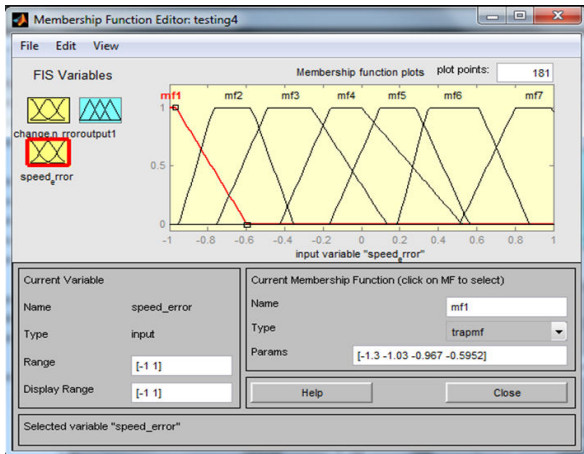 Membership Function Editor: testing4
File Edit View
FIS Variables
Membership function plots plot points: 181
mf1 mf2 mf3 mf4 mf5 mf6 mf7
1
0.5
0
-1 -0.8 -0.6 -0.4 -0.2 0 0.2 0.4 0.6 0.8 1
input variable "speed_error"
change.n rroroutput1
speed_error
Current Variable
Name speed_error
Type input
Range [-1 1]
Display Range [-1 1]
Current Membership Function (click on MF to select)
Name mf1
Type trapmf
Params [-1.3 -1.03 -0.967 -0.5952]
Help Close
Selected variable "speed_error"